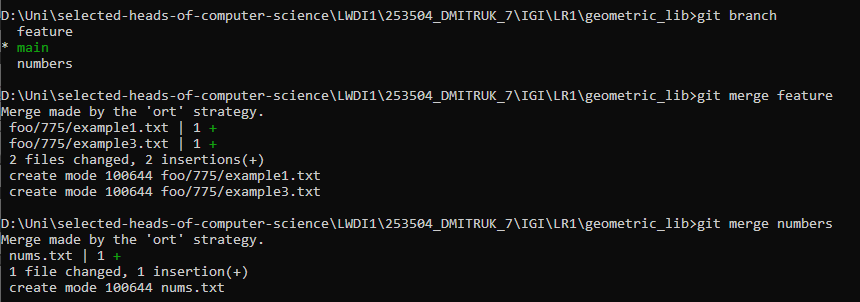 D:\Uni\selected-heads-of-computer-science\LWDI1\253504_DMITRUK_7\IGI\LR1\geometric_lib>git branch
  feature
* main
  numbers
D:\Uni\selected-heads-of-computer-science\LWDI1\253504_DMITRUK_7\IGI\LR1\geometric_lib>git merge feature
Merge made by the 'ort' strategy.
 foo/775/example1.txt | 1 +
 foo/775/example3.txt | 1 +
 2 files changed, 2 insertions(+)
 create mode 100644 foo/775/example1.txt
 create mode 100644 foo/775/example3.txt
D:\Uni\selected-heads-of-computer-science\LWDI1\253504_DMITRUK_7\IGI\LR1\geometric_lib>git merge numbers
Merge made by the 'ort' strategy.
 nums.txt | 1 +
 1 file changed, 1 insertion(+)
 create mode 100644 nums.txt